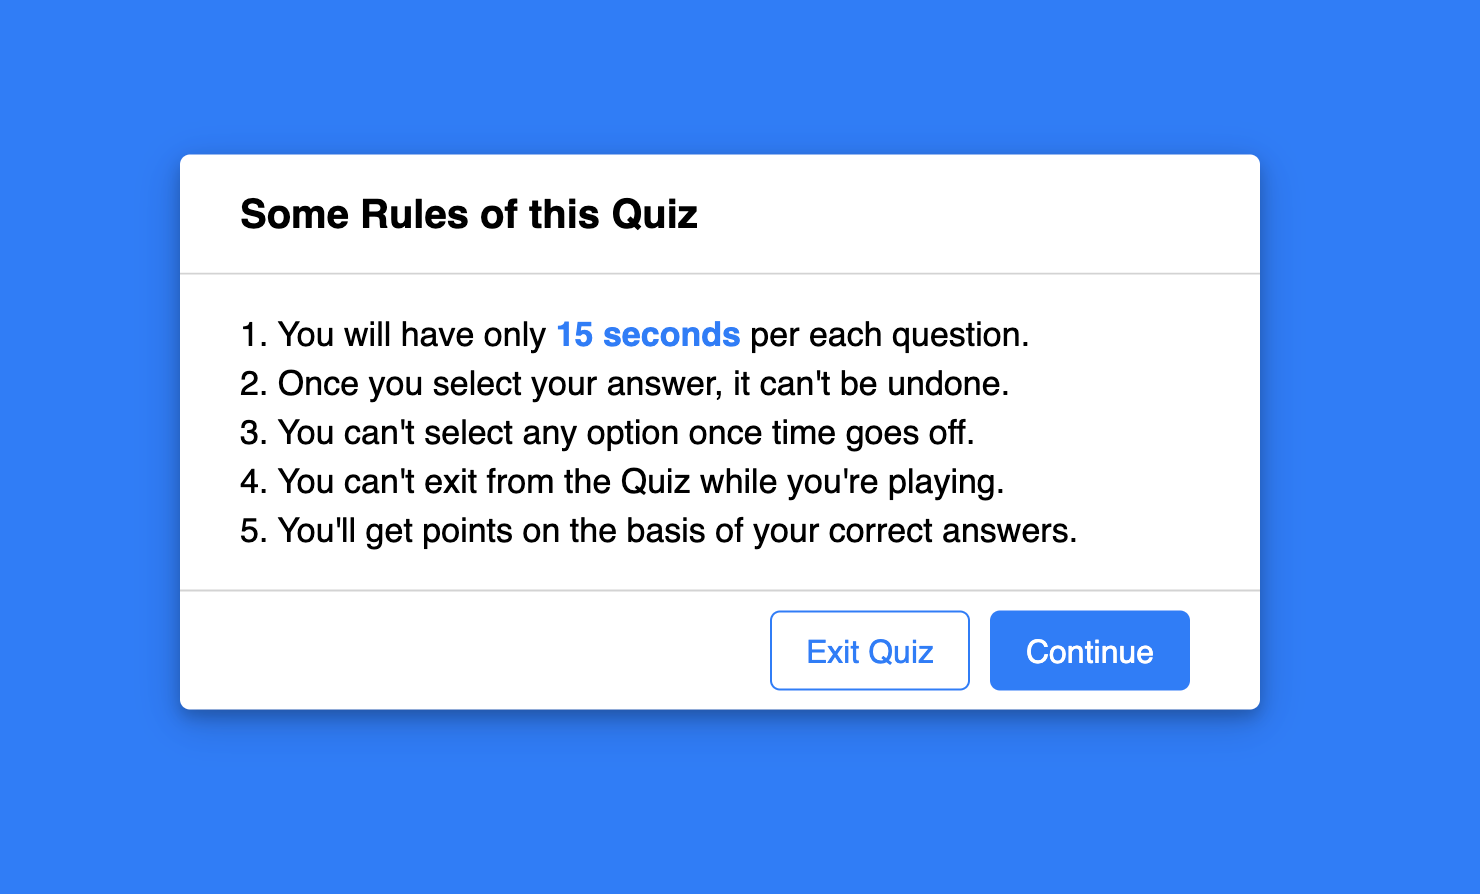 Some Rules of this Quiz
1. You will have only 15 seconds per each question.
2. Once you select your answer, it can't be undone.
3. You can't select any option once time goes off.
4. You can't exit from the Quiz while you're playing.
5. You'll get points on the basis of your correct answers.
Exit Quiz
Continue